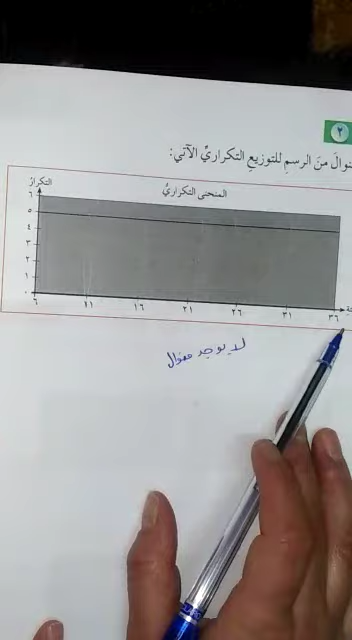 ٢
منوالَ منَ الرسمِ للتوزيعِ التكراريِّ الآتي:
التكرارُ
المنحنى التكراريُّ
٦
٥
٤
٣
٢
١
٠
٦ ١١ ١٦ ٢١ ٢٦ ٣١ ٣٦
لا يوجد منوال